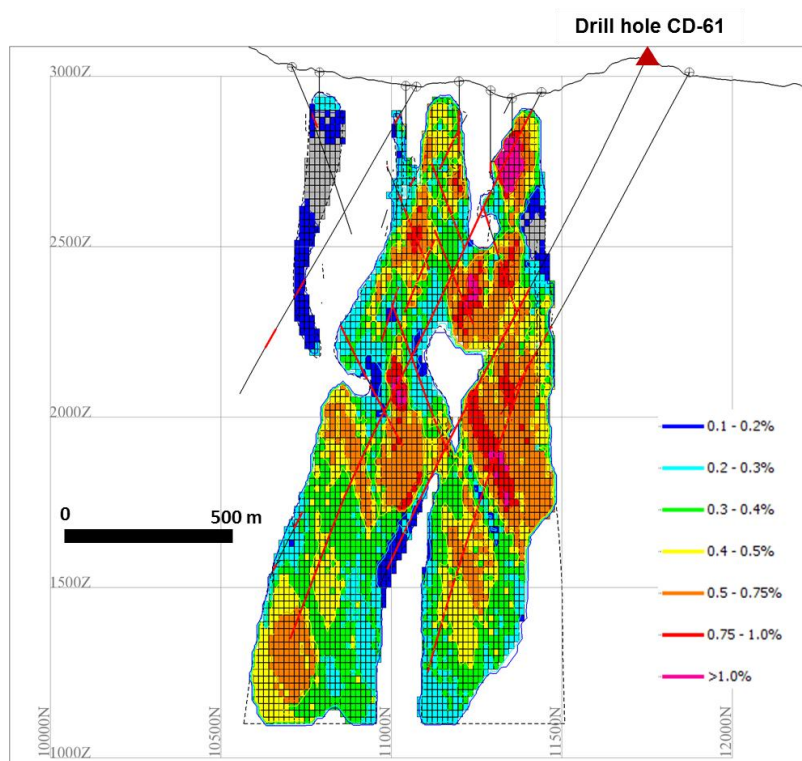 Drill hole CD-61
3000Z
2500Z
2000Z
0.1 - 0.2%
0.2 - 0.3%
0.3 - 0.4%
0 500 m
0.4 - 0.5%
1500Z
0.5 - 0.75%
0.75 - 1.0%
>1.0%
1000Z
10000N
10500N
11000N
11500N
12000N